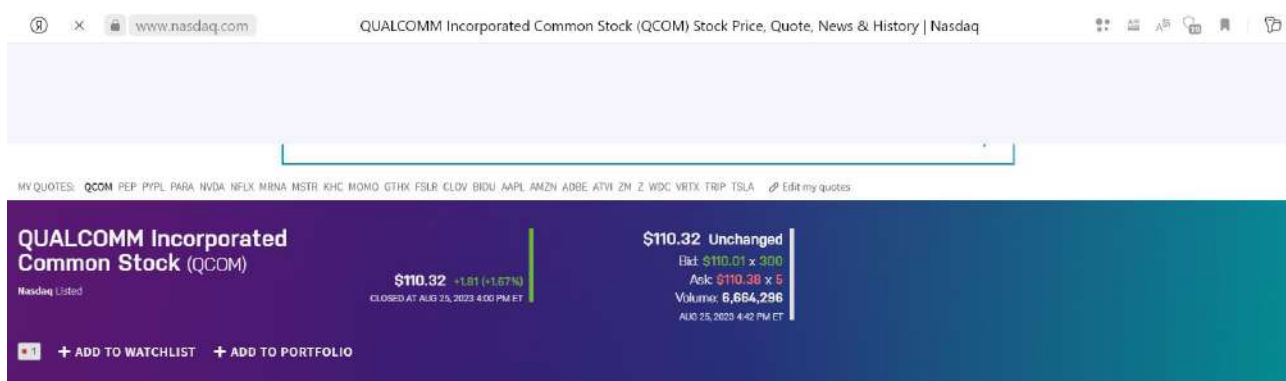 www.nasdaq.com QUALCOMM Incorporated Common Stock (QCOM) Stock Price, Quote, News & History | Nasdaq
MY QUOTES: QCOM PEP PYPL PARA NVDA NFLX MRNA MSTR KHC MOMO GTHX FSLR CLOV BIDU AAPL AMZN ADBE ATVI ZM Z WDC VRTX TRIP TSLA Edit my quotes
QUALCOMM Incorporated
Common Stock (QCOM)
Nasdaq Listed
$110.32 +1.81 (+1.67%)
CLOSED AT AUG 25, 2023 4:00 PM ET
$110.32 Unchanged
Bid: $110.01 x 300
Ask: $110.38 x 5
Volume: 6,664,296
AUG 25, 2023 4:42 PM ET
1 + ADD TO WATCHLIST + ADD TO PORTFOLIO